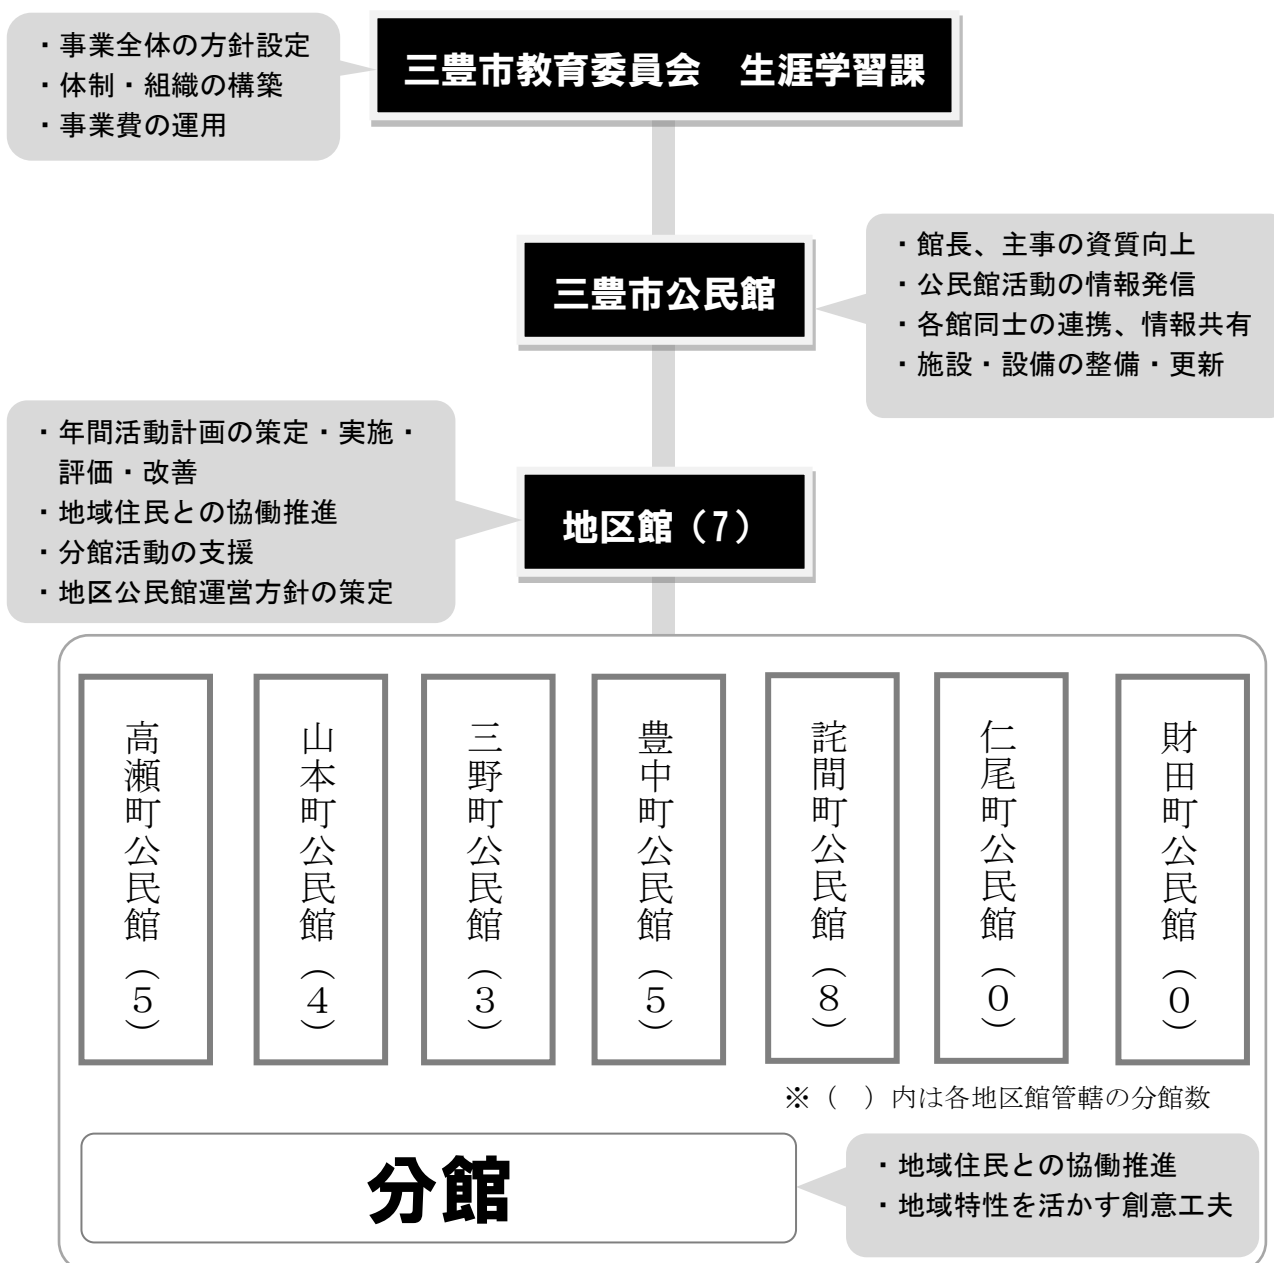 ・事業全体の方針設定
・体制・組織の構築
・事業費の運用
三豊市教育委員会　生涯学習課
三豊市公民館
・館長、主事の資質向上
・公民館活動の情報発信
・各館同士の連携、情報共有
・施設・設備の整備・更新
・年間活動計画の策定・実施・
評価・改善
・地域住民との協働推進
・分館活動の支援
・地区公民館運営方針の策定
地区館（7）
高瀬町公民館（5）
山本町公民館（4）
三野町公民館（3）
豊中町公民館（5）
詫間町公民館（8）
仁尾町公民館（0）
財田町公民館（0）
※（　）内は各地区館管轄の分館数
分館
・地域住民との協働推進
・地域特性を活かす創意工夫